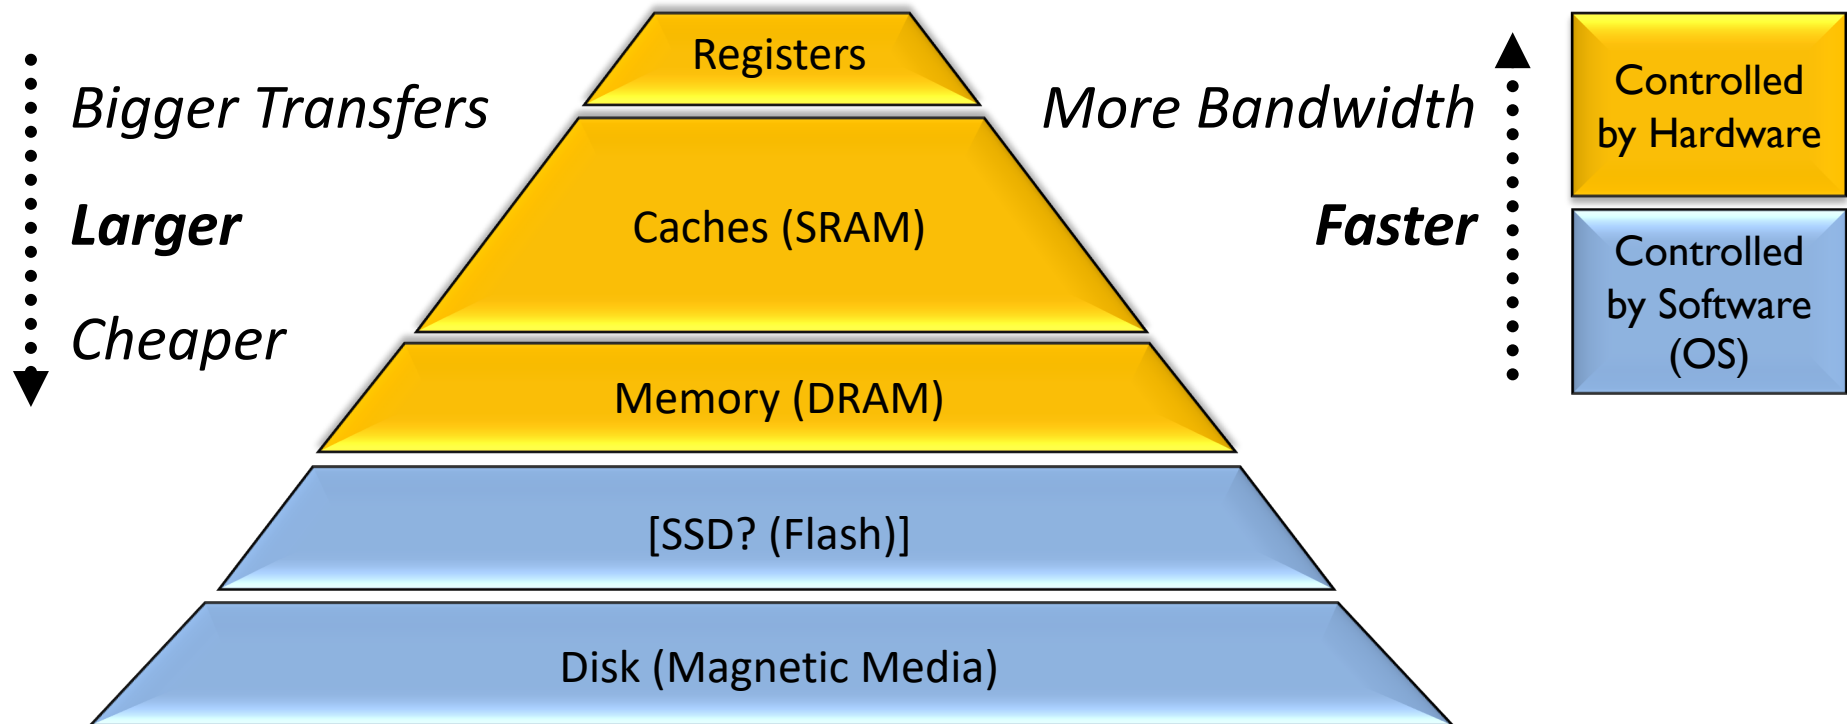 Registers
Bigger Transfers
More Bandwidth
Controlled
by Hardware
Larger
Caches (SRAM)
Faster
Controlled
by Software
(OS)
Cheaper
Memory (DRAM)
[SSD? (Flash)]
Disk (Magnetic Media)